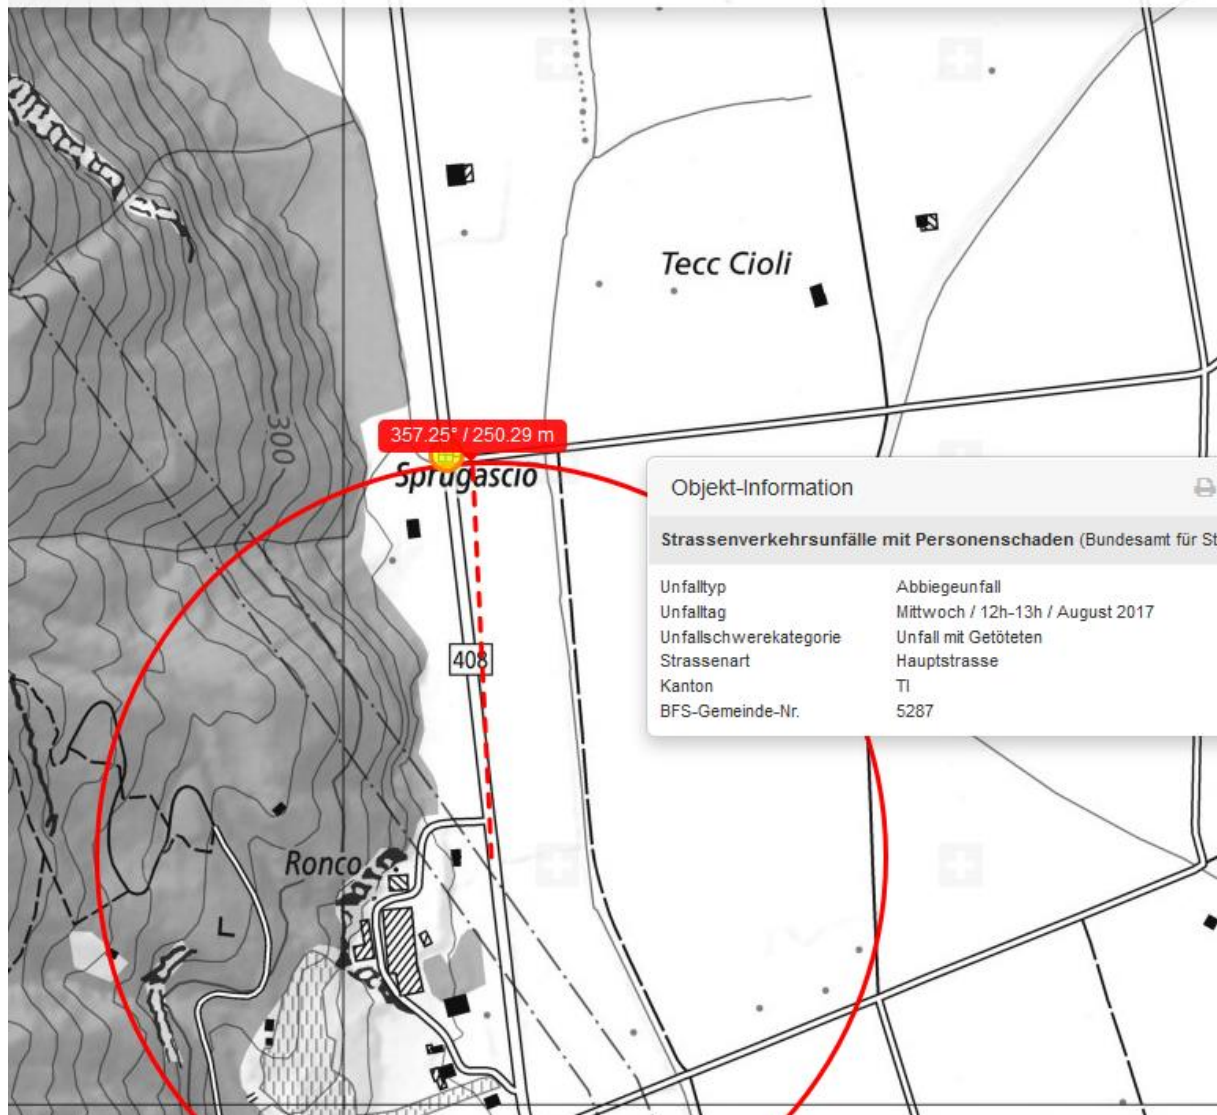 Tecc Cioli
300
357.25° / 250.29 m
Sprugascio
Objekt-Information
Strassenverkehrsunfälle mit Personenschaden (Bundesamt für St
Unfalltyp Abbiegeunfall
Unfalltag Mittwoch / 12h-13h / August 2017
Unfallschwerekategorie Unfall mit Getöteten
Strassenart Hauptstrasse
Kanton TI
BFS-Gemeinde-Nr. 5287
408
Ronco